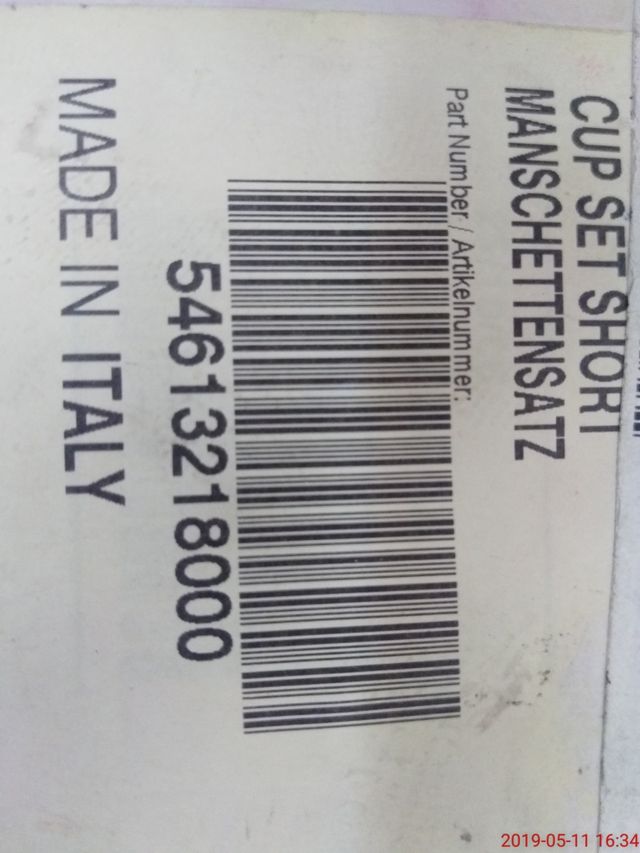 CUP SET SHORT
MANSCHETTENSATZ
Part Number / Artikelnummer:
54613218000
MADE IN ITALY
2019-05-11 16:34